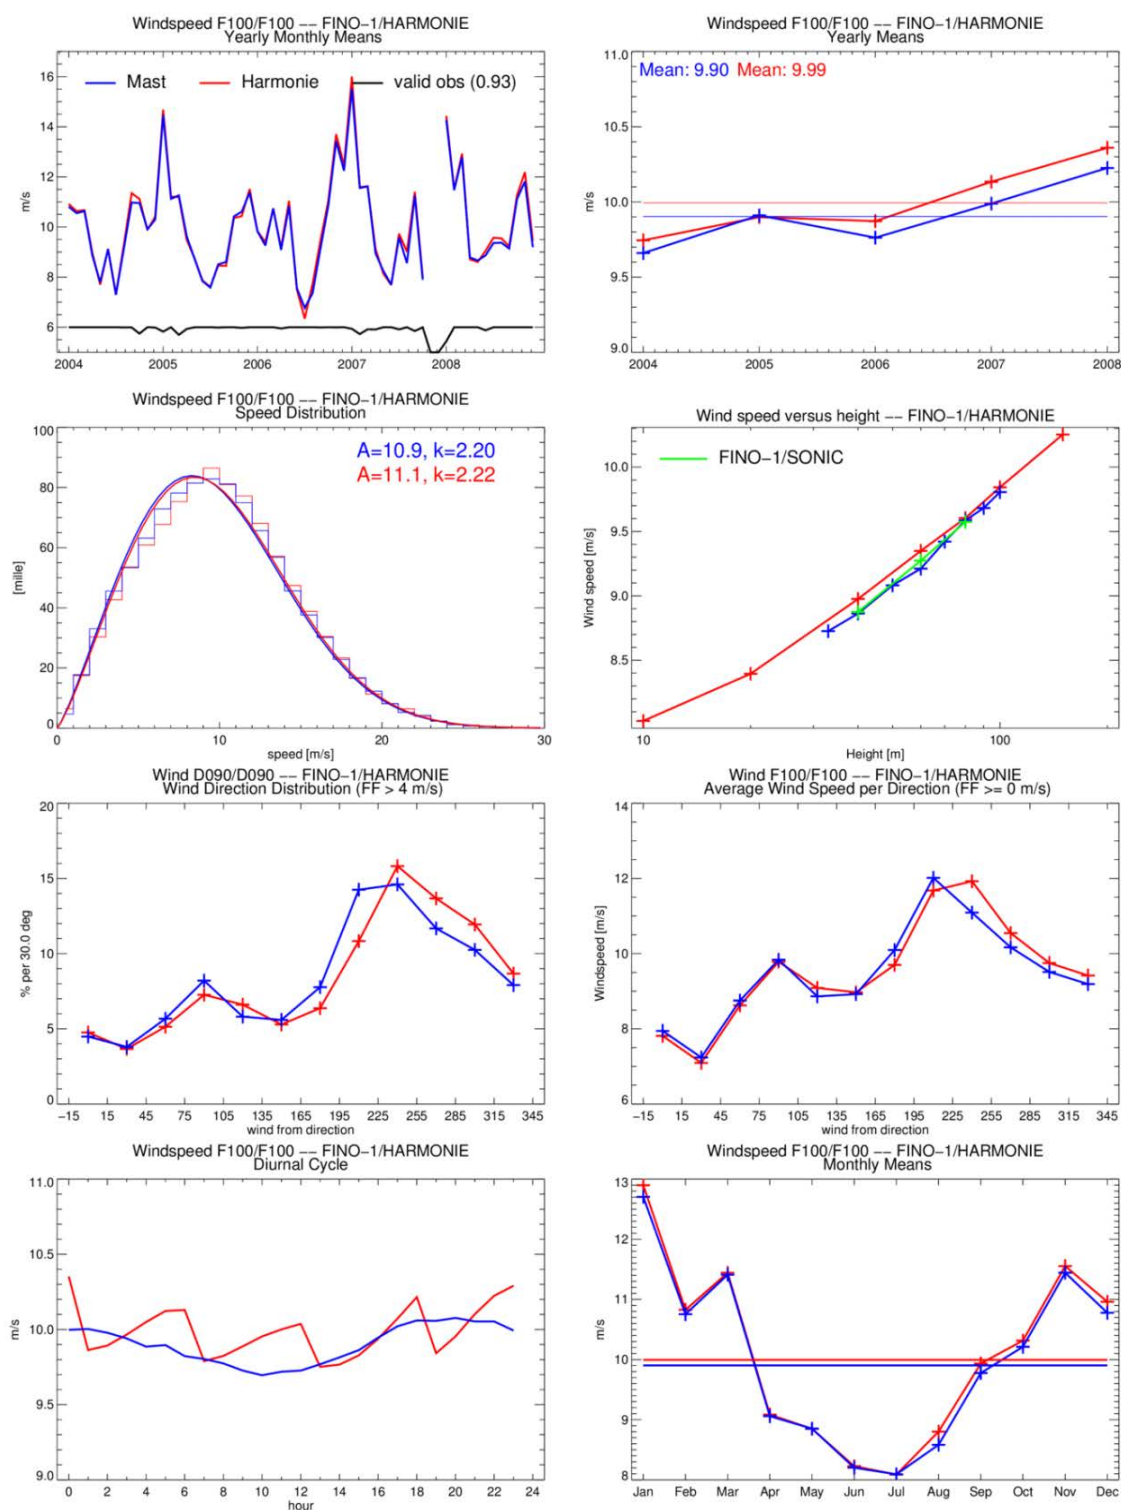 Windspeed F100/F100 −− FINO−1/HARMONIE
Yearly Monthly Means
16
14
12
10
8
6
m/s
Mast
Harmonie
valid obs (0.93)
2004 2005 2006 2007 2008
Windspeed F100/F100 −− FINO−1/HARMONIE
Yearly Means
11.0
10.5
10.0
9.5
9.0
m/s
Mean: 9.90 Mean: 9.99
2004 2005 2006 2007 2008
Windspeed F100/F100 −− FINO−1/HARMONIE
Speed Distribution
100
80
60
40
20
0
[mille]
A=10.9, k=2.20
A=11.1, k=2.22
0 10 20 30
speed [m/s]
Wind speed versus height −− FINO−1/HARMONIE
10.0
9.5
9.0
8.5
Wind speed [m/s]
FINO−1/SONIC
10 100
Height [m]
Wind D090/D090 −− FINO−1/HARMONIE
Wind Direction Distribution (FF > 4 m/s)
20
15
10
5
0
% per 30.0 deg
−15 15 45 75 105 135 165 195 225 255 285 315 345
wind from direction
Wind F100/F100 −− FINO−1/HARMONIE
Average Wind Speed per Direction (FF >= 0 m/s)
14
12
10
8
6
Windspeed [m/s]
−15 15 45 75 105 135 165 195 225 255 285 315 345
wind from direction
Windspeed F100/F100 −− FINO−1/HARMONIE
Diurnal Cycle
11.0
10.5
10.0
9.5
9.0
m/s
0 2 4 6 8 10 12 14 16 18 20 22 24
hour
Windspeed F100/F100 −− FINO−1/HARMONIE
Monthly Means
13
12
11
10
9
8
m/s
Jan Feb Mar Apr May Jun Jul Aug Sep Oct Nov Dec